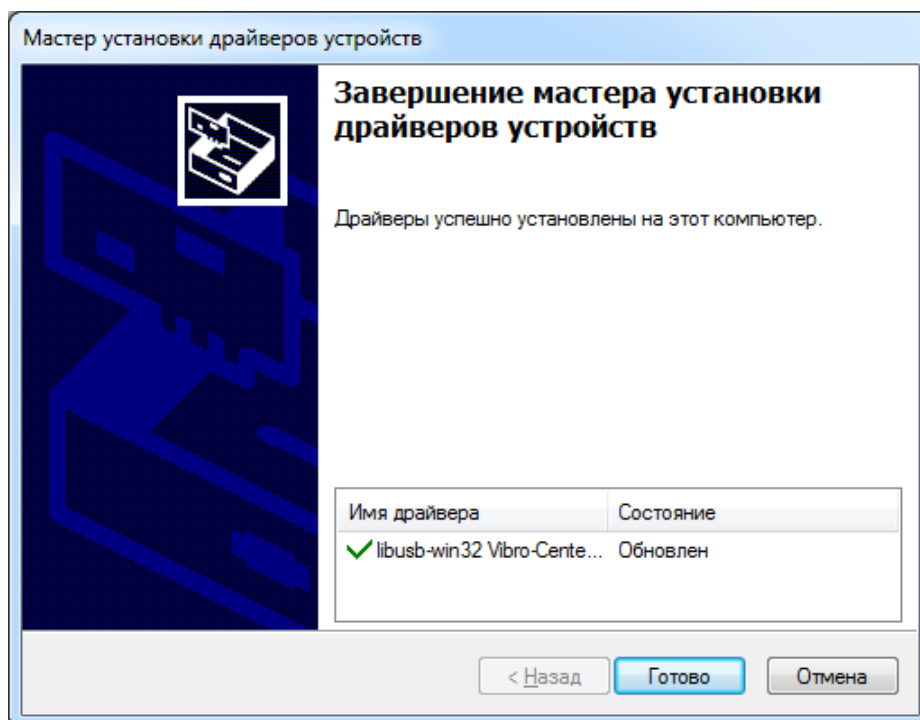 Мастер установки драйверов устройств
Завершение мастера установки
драйверов устройств
Драйверы успешно установлены на этот компьютер.
Имя драйвера Состояние
libusb-win32 Vibro-Cente... Обновлен
< Назад Готово Отмена